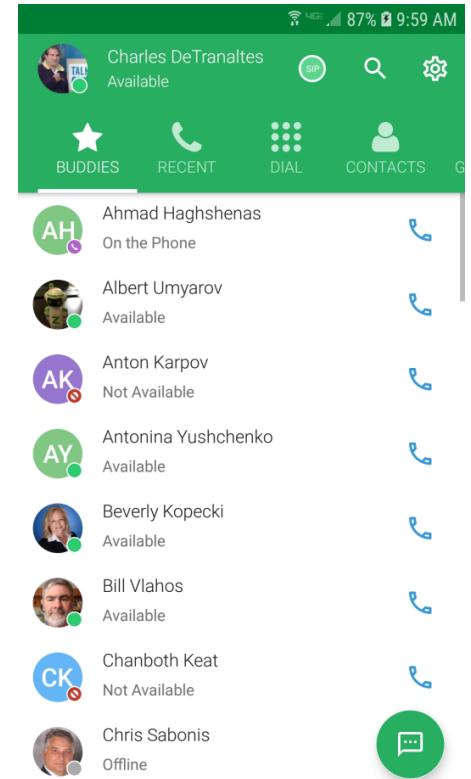 4GE 87% 9:59 AM
Charles DeTranaltes
Available
SIP
BUDDIES RECENT DIAL CONTACTS G
AH Ahmad Haghshenas
On the Phone
Albert Umyarov
Available
AK Anton Karpov
Not Available
AY Antonina Yushchenko
Available
Beverly Kopecki
Available
Bill Vlahos
Available
CK Chanboth Keat
Not Available
Chris Sabonis
Offline